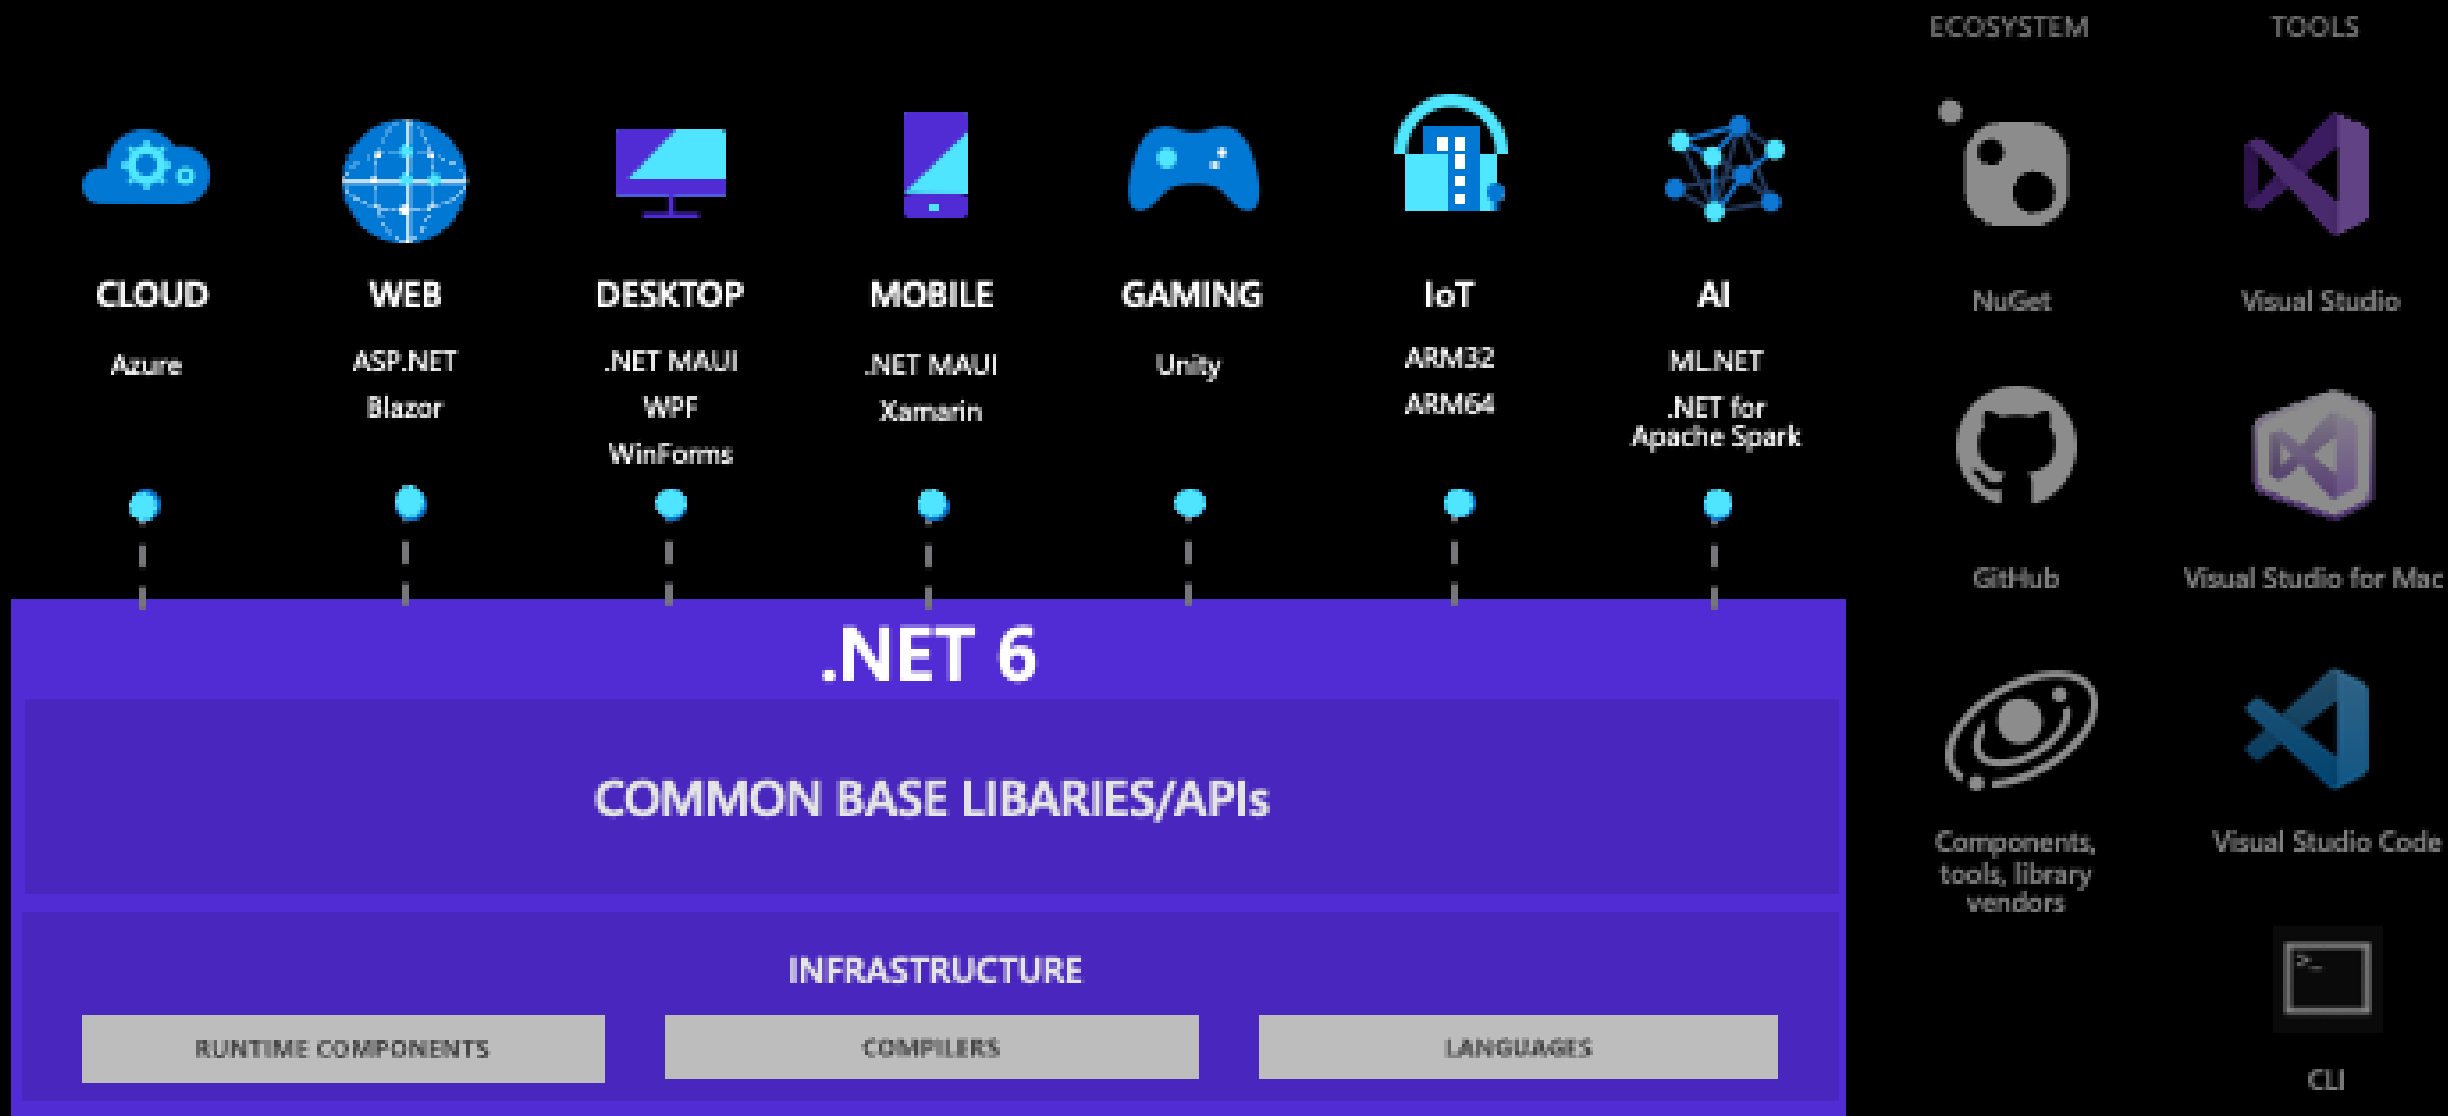 ECOSYSTEM
TOOLS
CLOUD
Azure
WEB
ASP.NET
Blazor
DESKTOP
.NET MAUI
WPF
WinForms
MOBILE
.NET MAUI
Xamarin
GAMING
Unity
IoT
ARM32
ARM64
AI
ML.NET
.NET for
Apache Spark
NuGet
GitHub
Components,
tools, library
vendors
Visual Studio
Visual Studio for Mac
Visual Studio Code
>_
CLI
.NET 6
COMMON BASE LIBARIES/APIs
INFRASTRUCTURE
RUNTIME COMPONENTS
COMPILERS
LANGUAGES